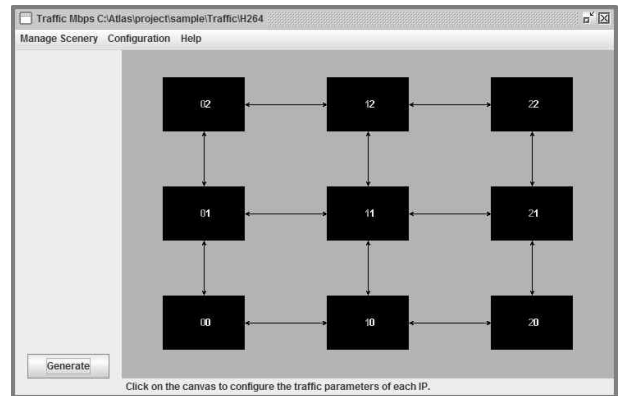 Traffic Mbps C:\Atlas\project\sample\Traffic\H264
Manage Scenery Configuration Help
02 12 22
01 11 21
00 10 20
Generate
Click on the canvas to configure the traffic parameters of each IP.